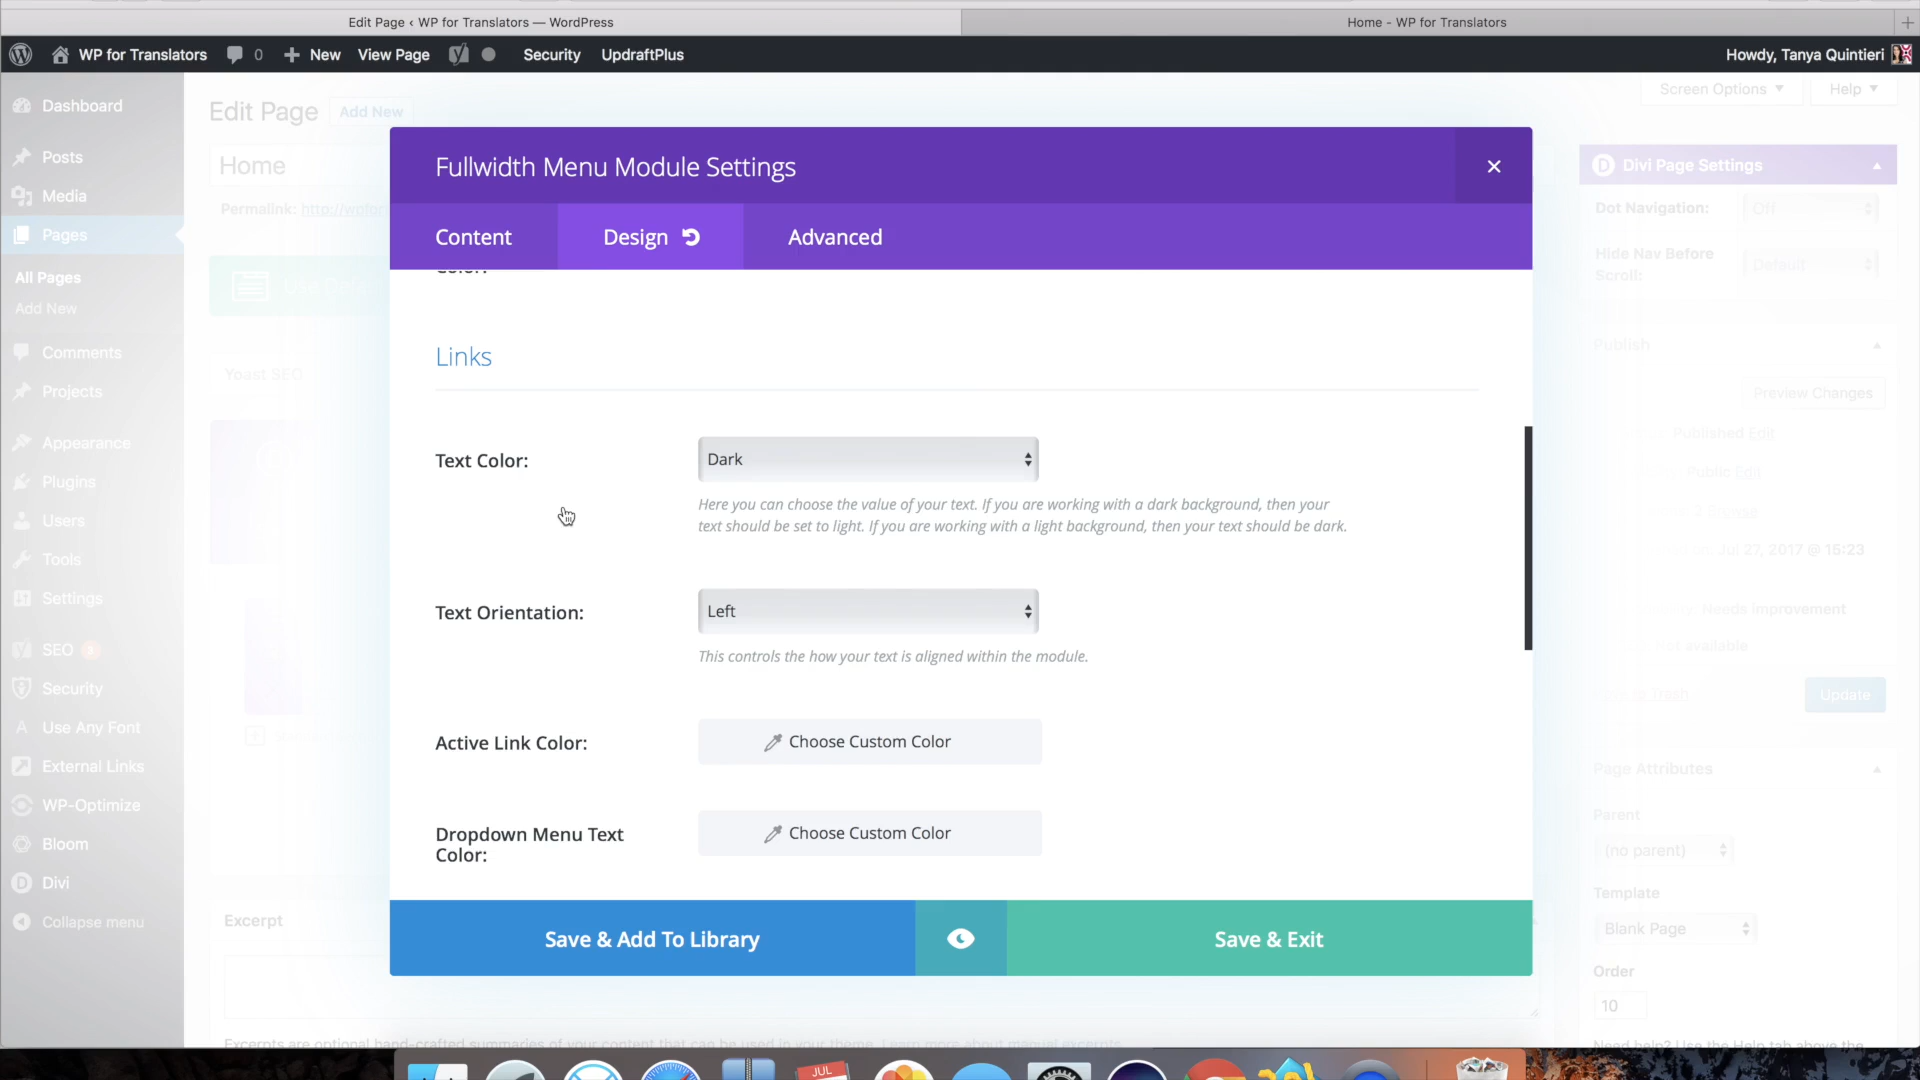 Edit Page ‹ WP for Translators — WordPress
Home - WP for Translators
WP for Translators
0
New
View Page
Security
UpdraftPlus
Howdy, Tanya Quintieri
Screen Options
Help
Dashboard
Posts
Media
Pages
All Pages
Add New
Comments
Projects
Appearance
Plugins
Users
Tools
Settings
SEO
Security
Use Any Font
External Links
WP-Optimize
Bloom
Divi
Collapse menu
Edit Page
Add New
Home
Permalink:
Yoast SEO
Excerpt
Excerpts are optional hand-crafted summaries of your content that can be used in your theme. Learn more about manual excerpts.
Fullwidth Menu Module Settings
Content
Design
Advanced
Color:
Links
Text Color:
Dark
Here you can choose the value of your text. If you are working with a dark background, then your
text should be set to light. If you are working with a light background, then your text should be dark.
Text Orientation:
Left
This controls the how your text is aligned within the module.
Active Link Color:
Choose Custom Color
Dropdown Menu Text
Color:
Choose Custom Color
Save & Add To Library
Save & Exit
Divi Page Settings
Dot Navigation:
Off
Hide Nav Before
Scroll:
Default
Publish
Preview Changes
Published Edit
Public Edit
Browse
Jul 27, 2017 @ 15:23
Needs improvement
Not available
Trash
Update
Page Attributes
Parent
(no parent)
Template
Blank Page
Order
10
Need help? Use the Help tab above the
JUL